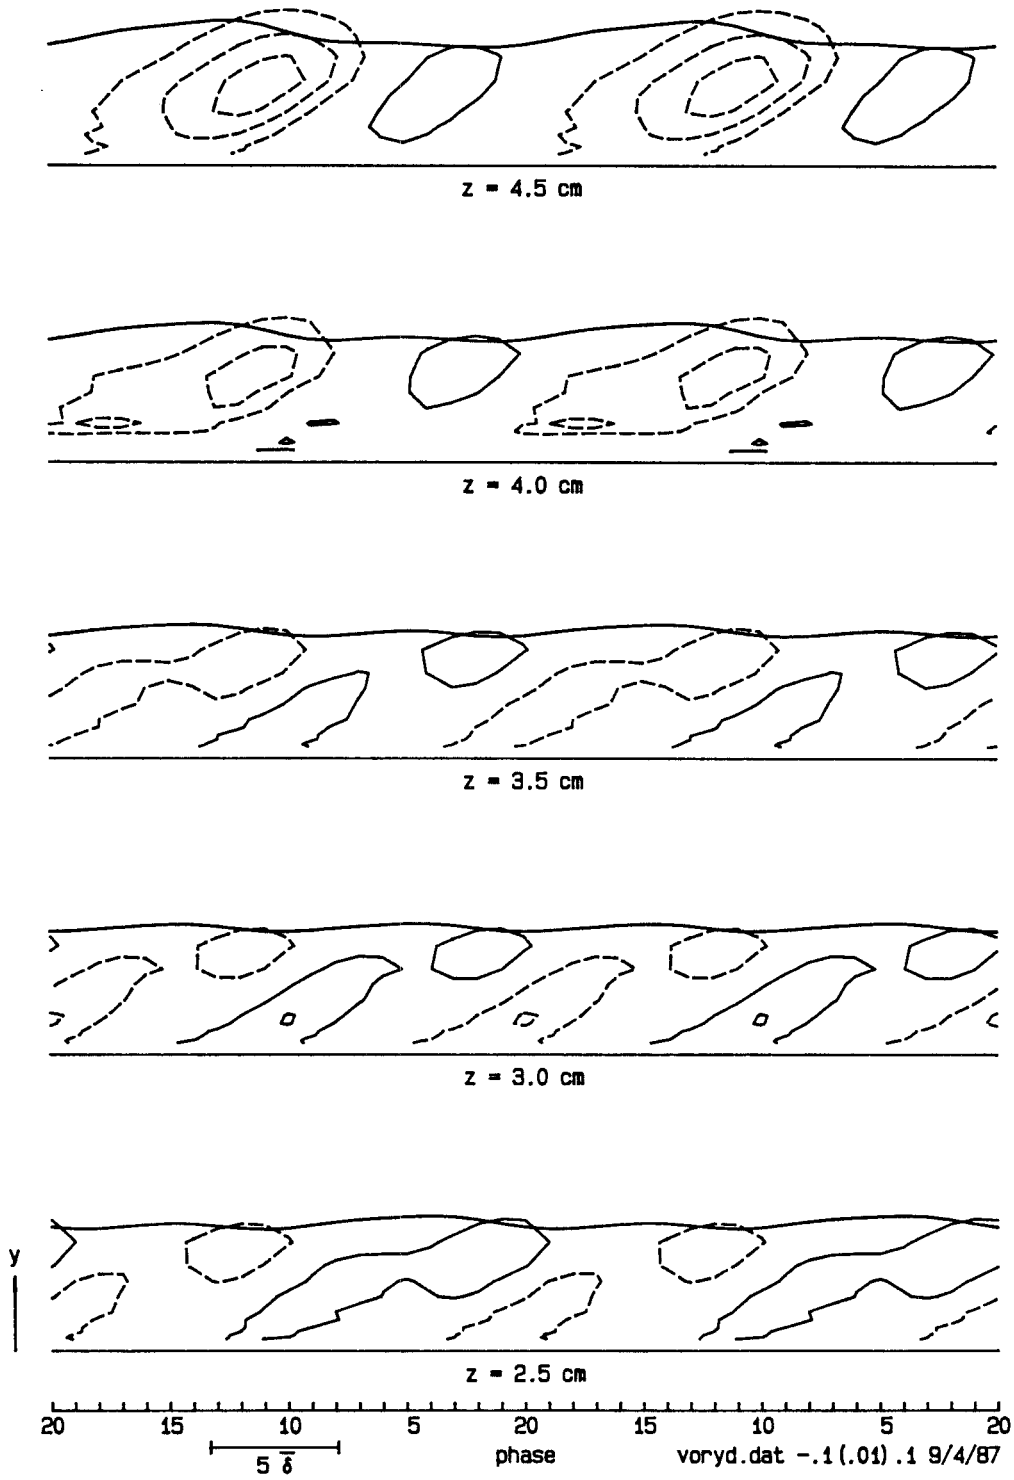 z = 4.5 cm
z = 4.0 cm
z = 3.5 cm
z = 3.0 cm
y
z = 2.5 cm
20 15 10 5 20 15 10 5 20
5 δ̅ phase voryd.dat -.1(.01).1 9/4/87